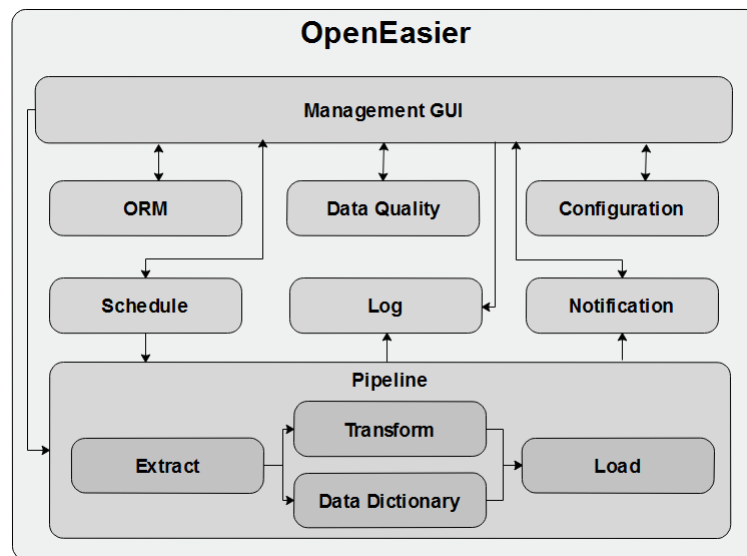 OpenEasier
Management GUI
ORM
Data Quality
Configuration
Schedule
Log
Notification
Pipeline
Extract
Transform
Data Dictionary
Load